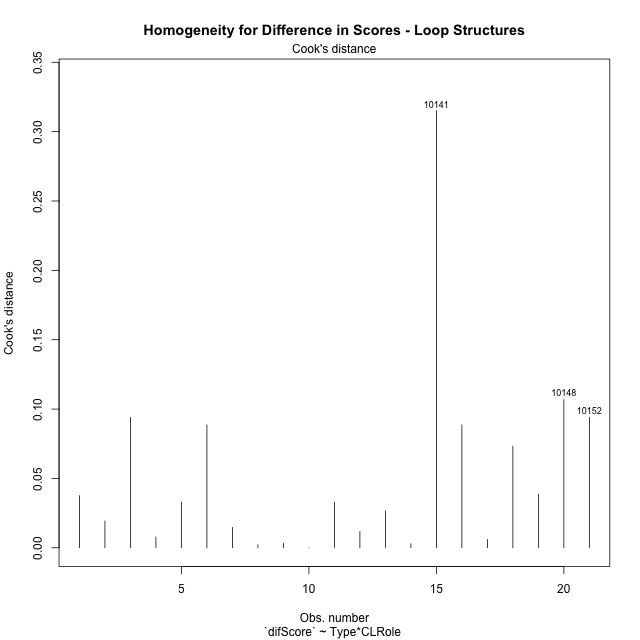 Homogeneity for Difference in Scores - Loop Structures
Cook's distance
0.35
0.30
0.25
0.20
0.15
0.10
0.05
0.00
Cook's distance
10141
10148
10152
5 10 15 20
Obs. number
`difScore` ~ Type*CLRole